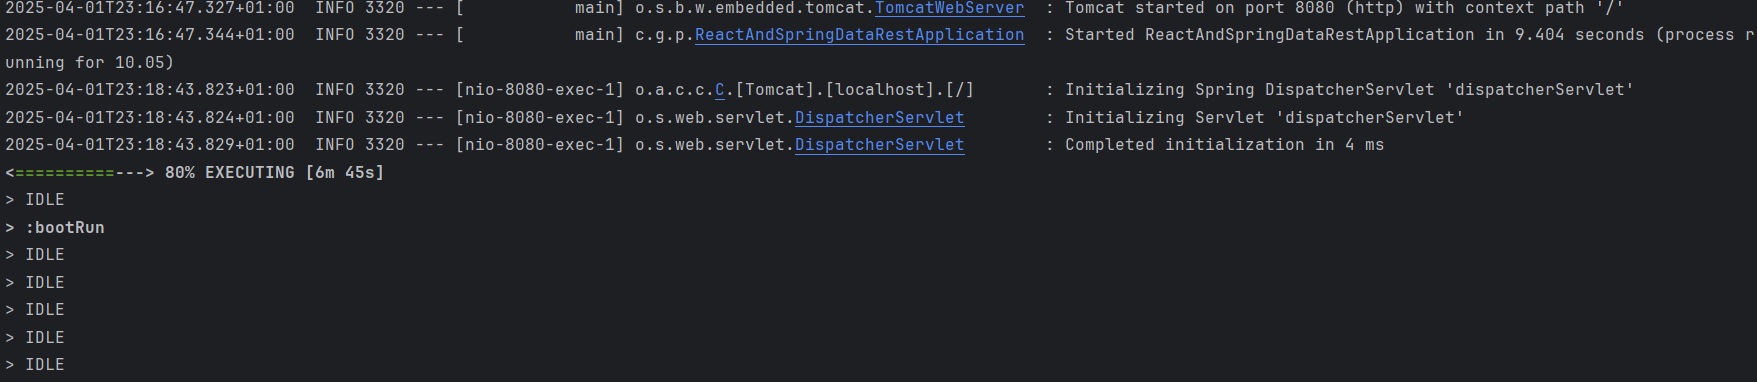 2025-04-01T23:16:47.327+01:00  INFO 3320 --- [           main] o.s.b.w.embedded.tomcat.TomcatWebServer  : Tomcat started on port 8080 (http) with context path '/'
2025-04-01T23:16:47.344+01:00  INFO 3320 --- [           main] c.g.p.ReactAndSpringDataRestApplication  : Started ReactAndSpringDataRestApplication in 9.404 seconds (process r
unning for 10.05)
2025-04-01T23:18:43.823+01:00  INFO 3320 --- [nio-8080-exec-1] o.a.c.c.C.[Tomcat].[localhost].[/]       : Initializing Spring DispatcherServlet 'dispatcherServlet'
2025-04-01T23:18:43.824+01:00  INFO 3320 --- [nio-8080-exec-1] o.s.web.servlet.DispatcherServlet        : Initializing Servlet 'dispatcherServlet'
2025-04-01T23:18:43.829+01:00  INFO 3320 --- [nio-8080-exec-1] o.s.web.servlet.DispatcherServlet        : Completed initialization in 4 ms
<==========---> 80% EXECUTING [6m 45s]
> IDLE
> :bootRun
> IDLE
> IDLE
> IDLE
> IDLE
> IDLE